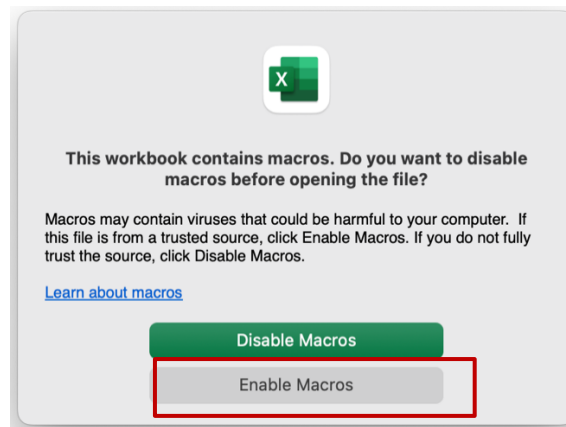 X
This workbook contains macros. Do you want to disable
macros before opening the file?
Macros may contain viruses that could be harmful to your computer.  If
this file is from a trusted source, click Enable Macros. If you do not fully
trust the source, click Disable Macros.
Learn about macros
Disable Macros
Enable Macros